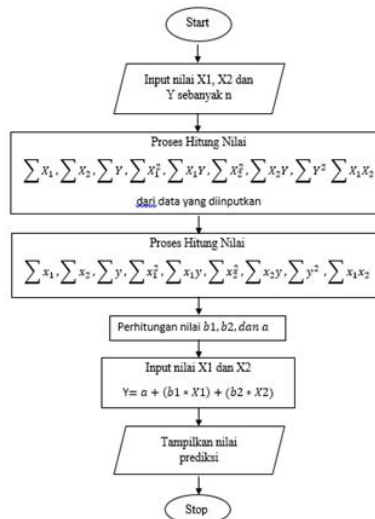 Start
Input nilai X1, X2 dan
Y sebanyak n
Proses Hitung Nilai
∑X₁, ∑X₂, ∑Y, ∑X₁², ∑X₁Y, ∑X₂², ∑X₂Y, ∑Y² ∑X₁X₂
dari data yang diinputkan
Proses Hitung Nilai
∑x₁, ∑x₂, ∑y, ∑x₁², ∑x₁y, ∑x₂², ∑x₂y, ∑y², ∑x₁x₂
Perhitungan nilai b1, b2, dan a
Input nilai X1 dan X2
Y= a + (b1 * X1) + (b2 * X2)
Tampilkan nilai
prediksi
Stop